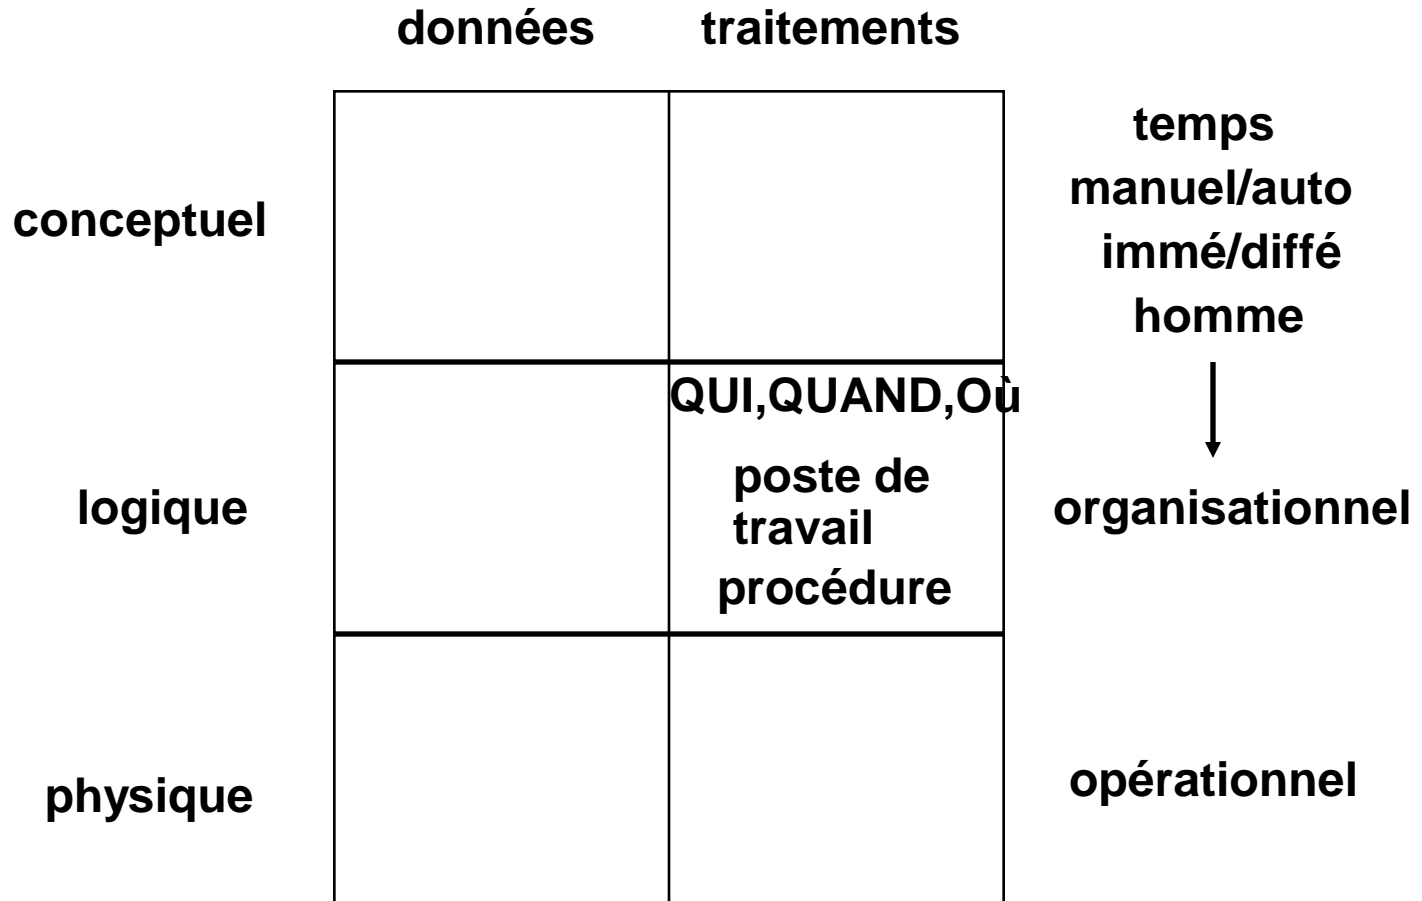 données traitements
temps
manuel/auto
conceptuel
immé/diffé
homme
QUI,QUAND,Où
poste de
travail
logique
organisationnel
procédure
physique
opérationnel